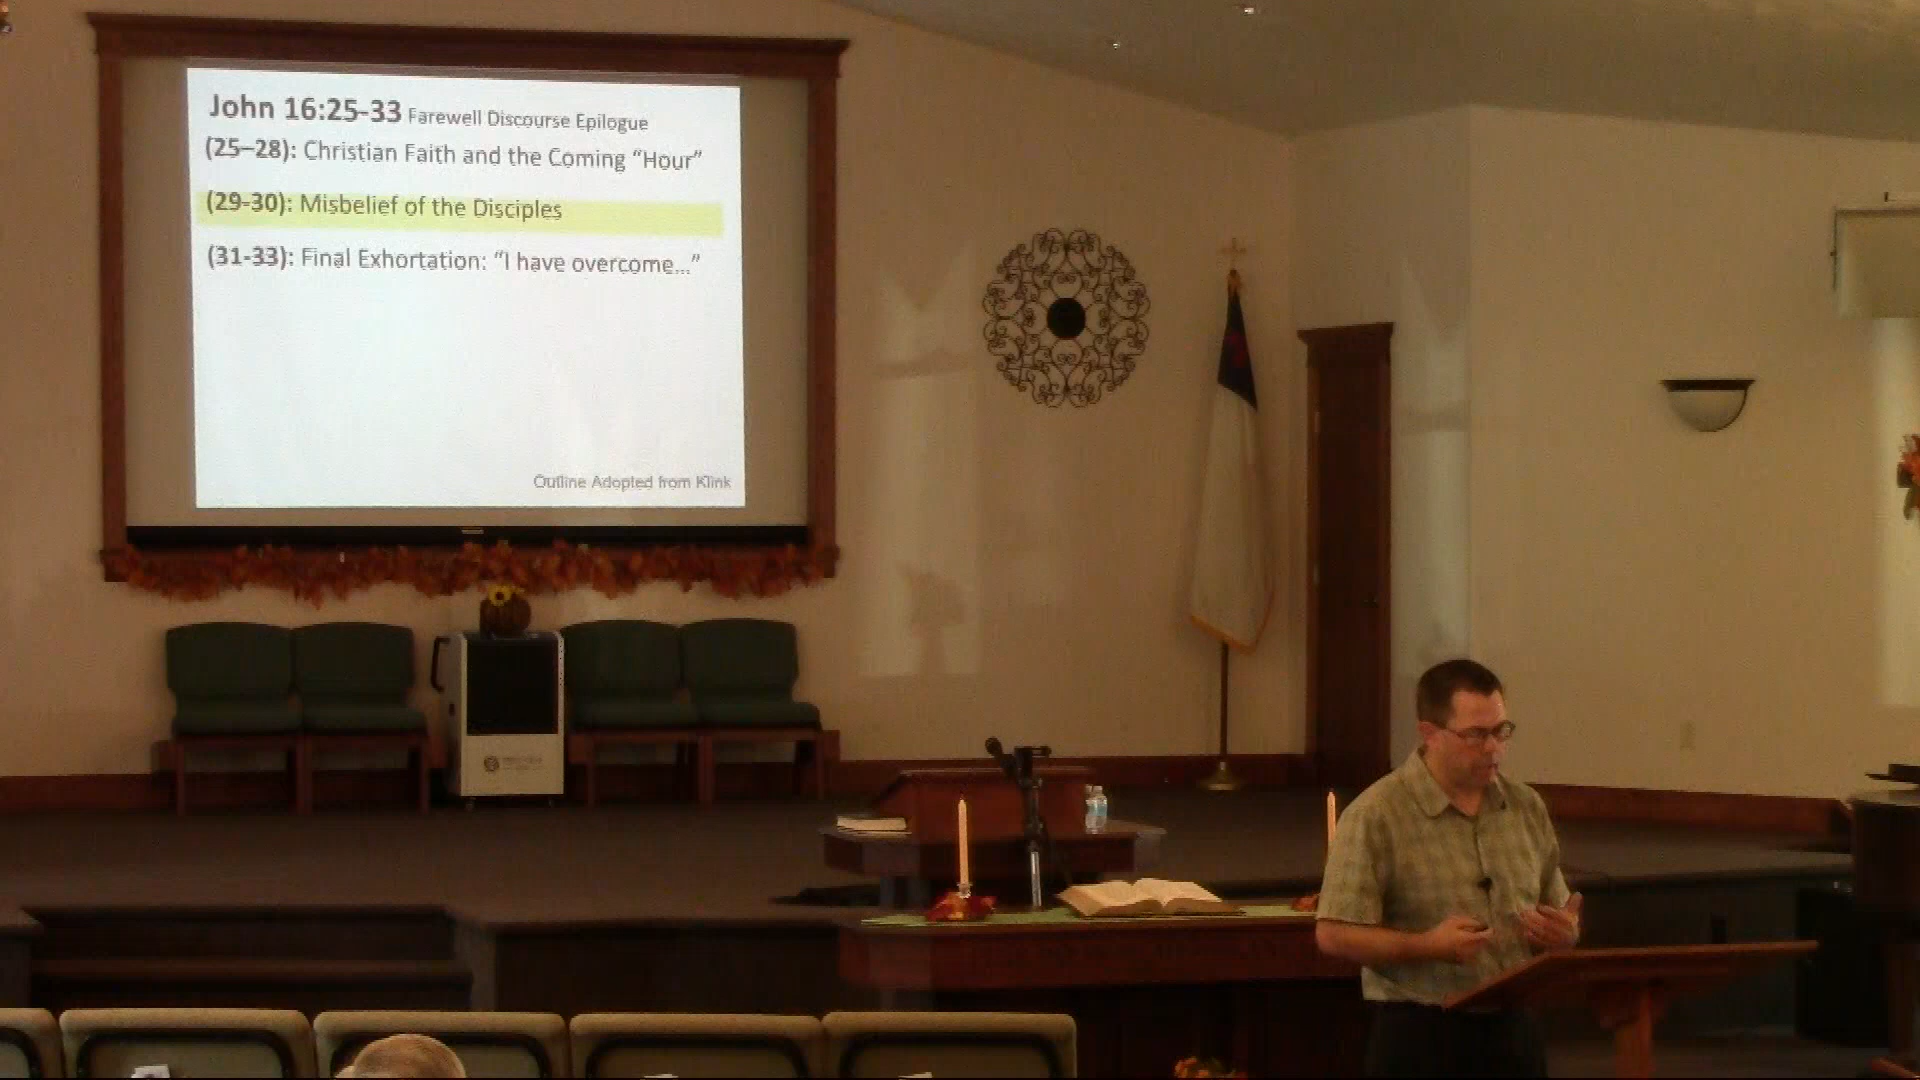 John 16:25-33 Farewell Discourse Epilogue
(25–28): Christian Faith and the Coming “Hour”
(29-30): Misbelief of the Disciples
(31-33): Final Exhortation: “I have overcome...”
Outline Adopted from Klink